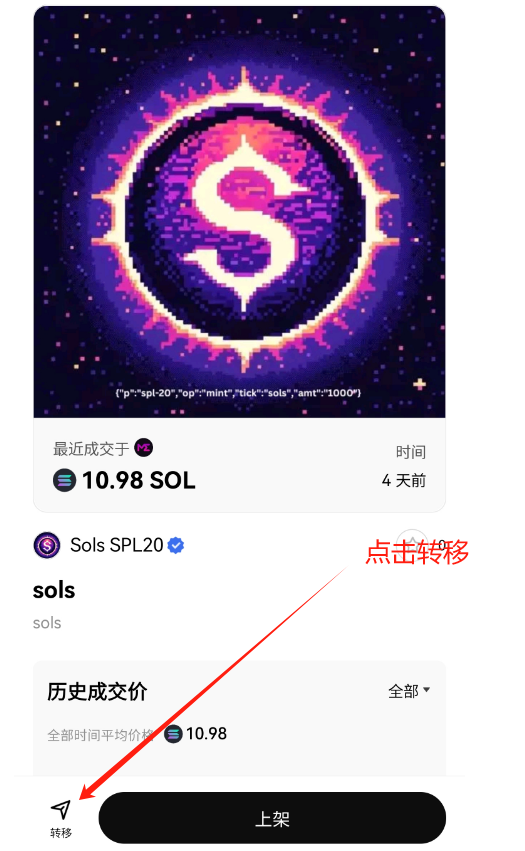 {"p":"spl-20","op":"mint","tick":"sols","amt":"1000"}
最近成交于
时间
10.98 SOL
4 天前
Sols SPL20
0
点击转移
sols
sols
历史成交价
全部
全部时间平均价格
10.98
转移
上架